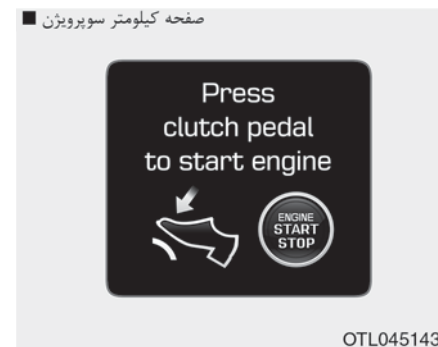 ■ صفحه کیلومتر سوپرویژن
Press
clutch pedal
to start engine
ENGINE
START
STOP
OTL045143